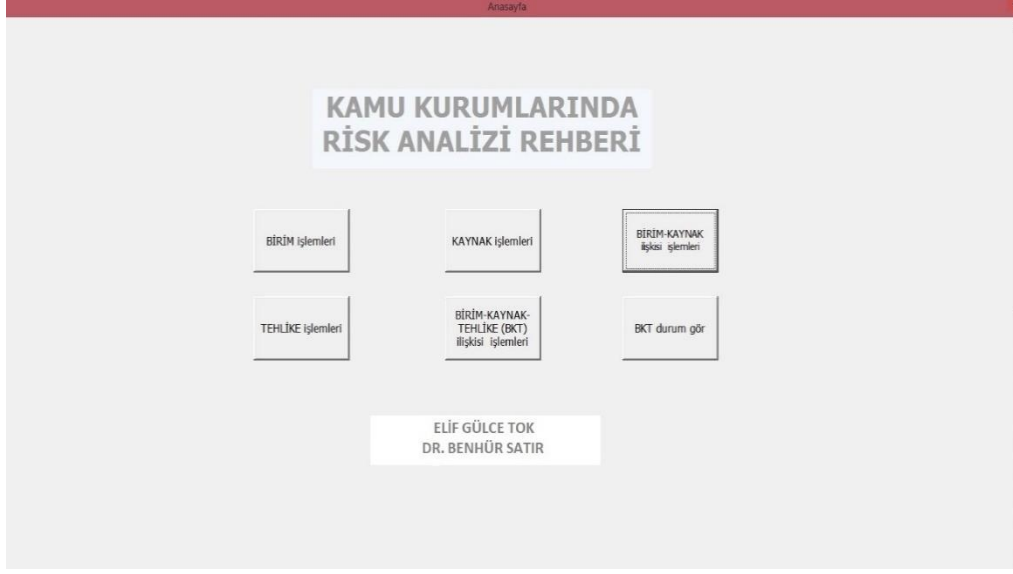 Anasayfa
KAMU KURUMLARINDA
RİSK ANALİZİ REHBERİ
BİRİM işlemleri
KAYNAK işlemleri
BİRİM-KAYNAK
ilişkisi işlemleri
TEHLİKE işlemleri
BİRİM-KAYNAK-
TEHLİKE (BKT)
ilişkisi işlemleri
BKT durum gör
ELİF GÜLCE TOK
DR. BENHÜR SATIR